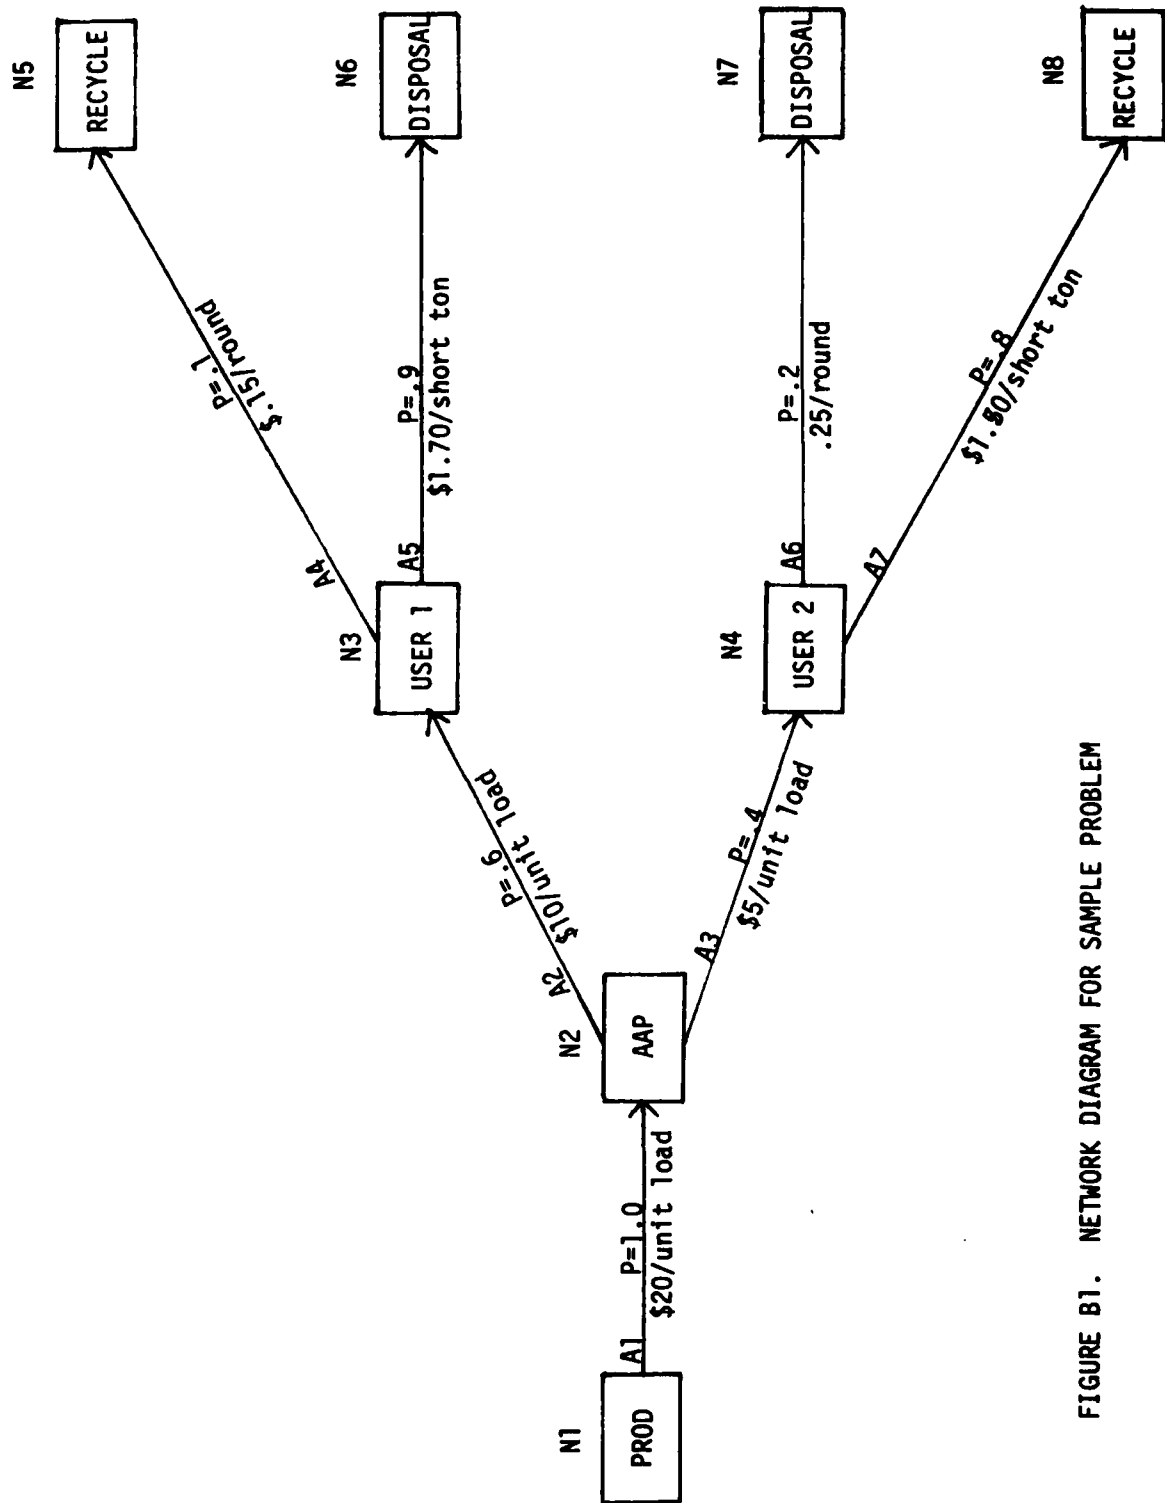 N1
PROD
A1
P=1.0
$20/unit load
N2
AAP
A2
P=.6
$10/unit load
A3
P=.4
$5/unit load
N3
USER 1
A4
P=.1
$.15/round
A5
P=.9
$1.70/short ton
N4
USER 2
A6
P=.2
.25/round
A7
P=.8
/short ton
N5
RECYCLE
N6
DISPOSAL
N7
DISPOSAL
N8
RECYCLE
FIGURE B1. NETWORK DIAGRAM FOR SAMPLE PROBLEM